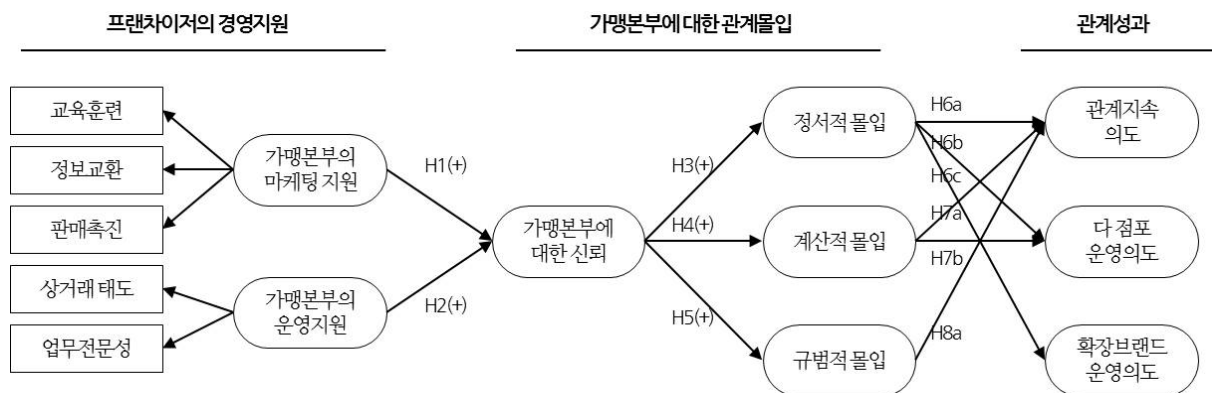 프랜차이저의 경영지원
가맹본부에 대한 관계몰입
관계성과
교육훈련
정보교환
판매촉진
상거래 태도
업무전문성
가맹본부의
마케팅 지원
가맹본부의
운영지원
H1(+)
H2(+)
가맹본부에
대한 신뢰
H3(+)
H4(+)
H5(+)
정서적 몰입
계산적 몰입
규범적 몰입
H6a
H6b
H6c
H7a
H7b
H8a
관계지속
의도
다 점포
운영의도
확장브랜드
운영의도